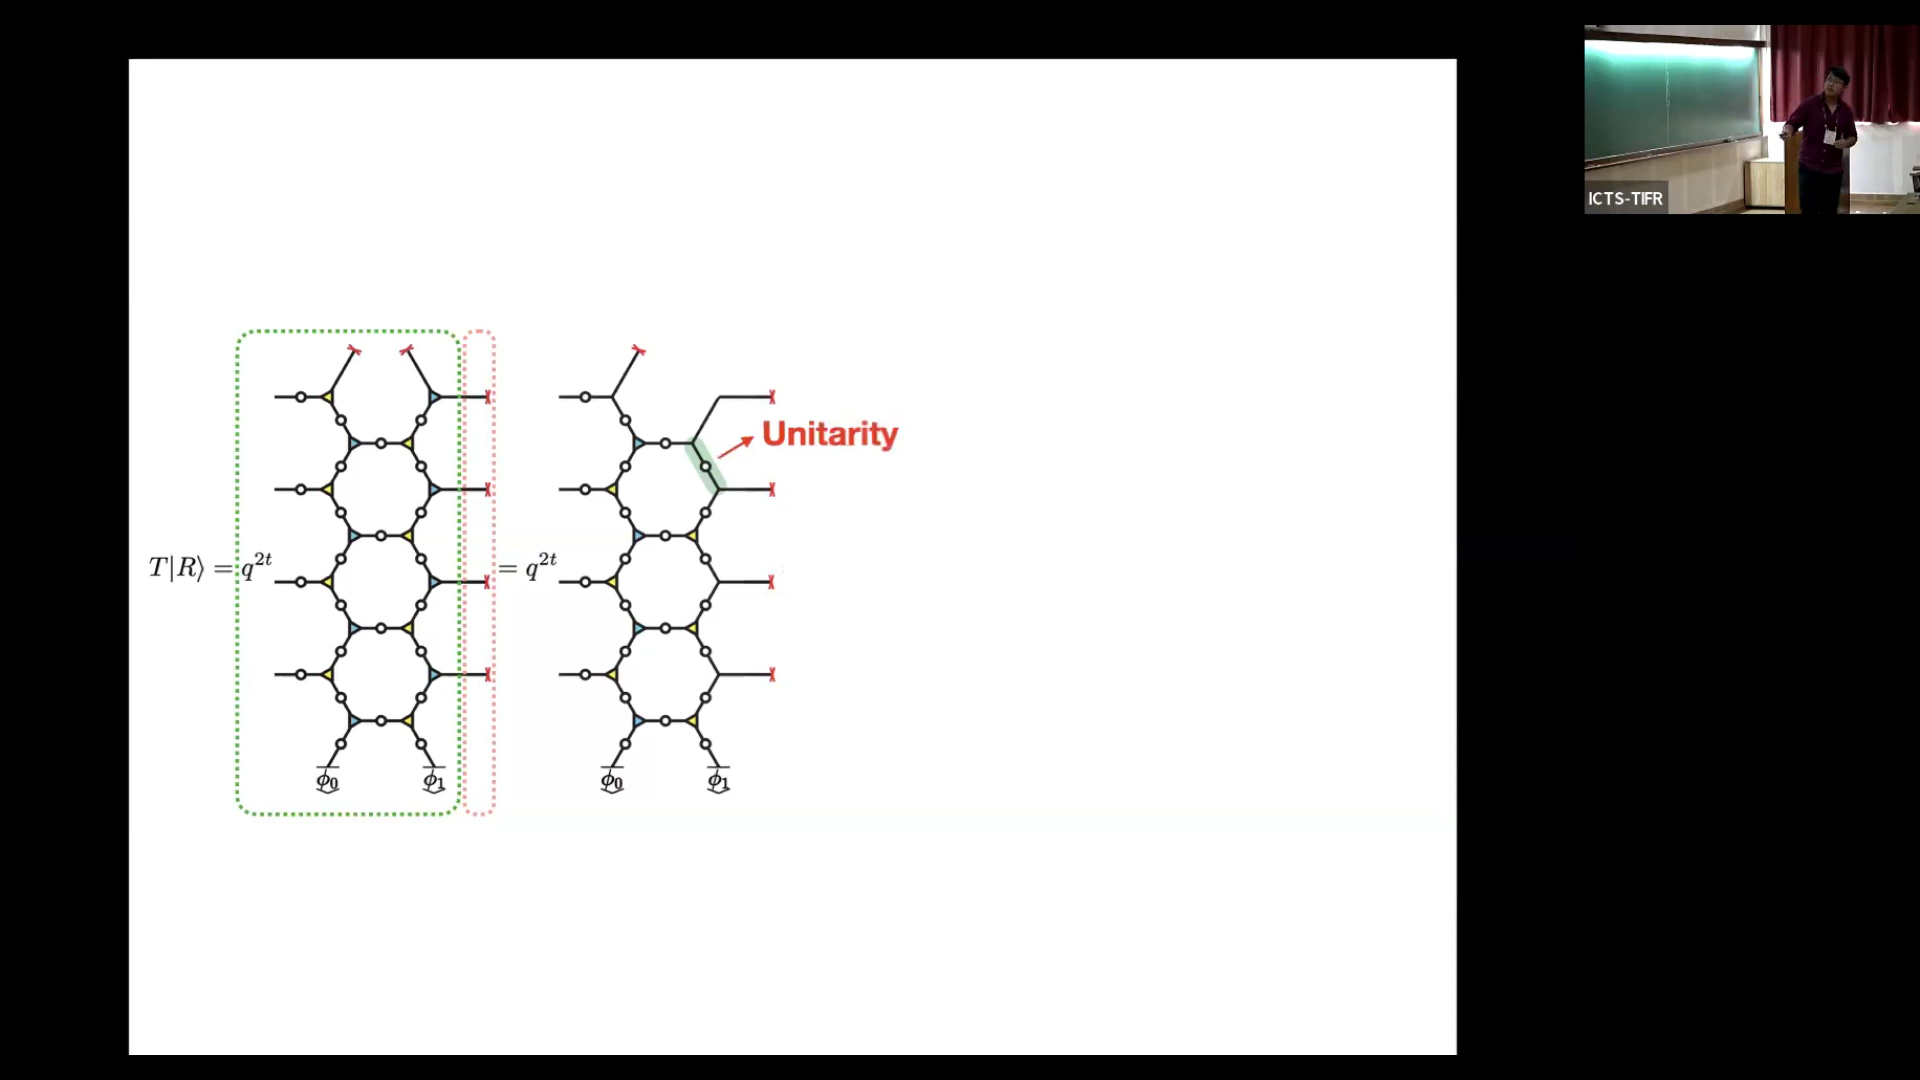 ICTS-TIFR
Unitarity
T|R⟩ = q^{2t} = q^{2t}
ϕ₀ ϕ₁ ϕ₀ ϕ₁